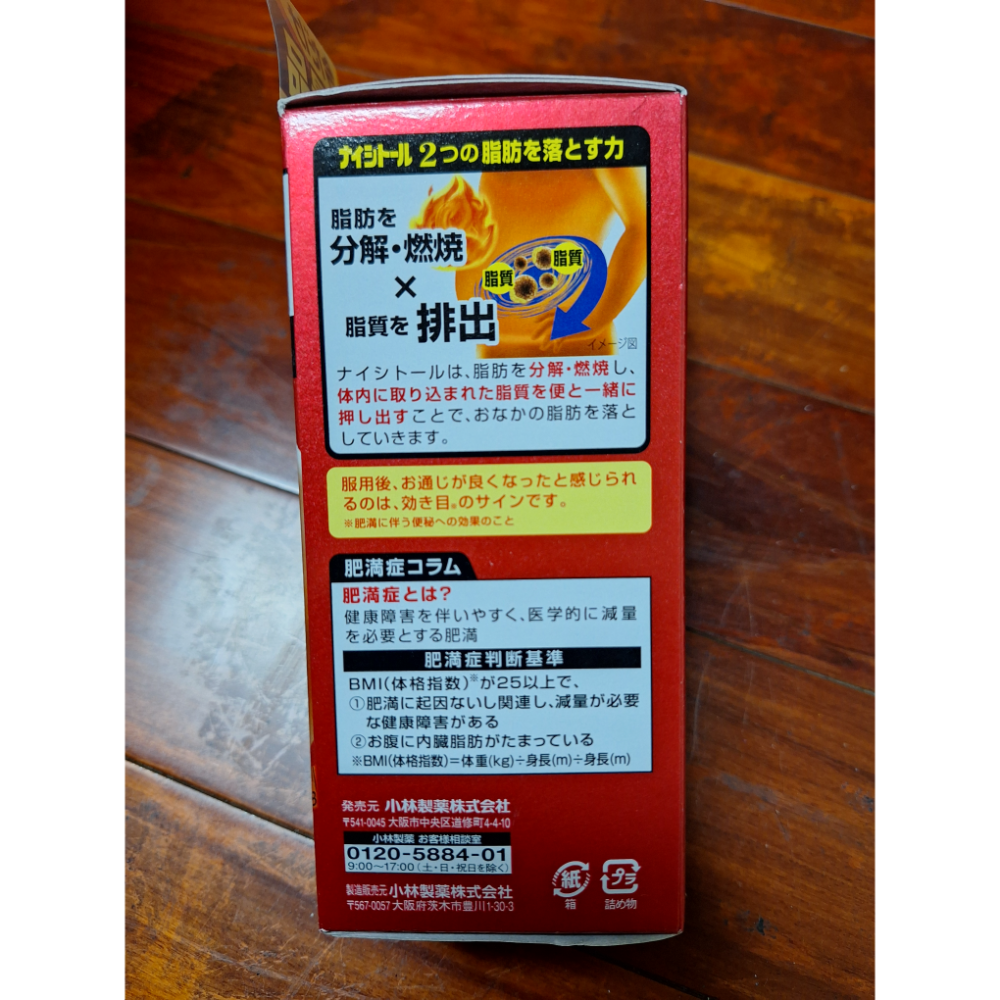 ナイシトール 2つの脂肪を落とす力
脂肪を
分解・燃焼
×
脂質を 排出
脂質
脂質
イメージ図
ナイシトールは、脂肪を分解・燃焼し、
体内に取り込まれた脂質を便と一緒に
押し出すことで、おなかの脂肪を落と
していきます。
服用後、お通じが良くなったと感じられ
るのは、効き目※のサインです。
※肥満に伴う便秘への効果のこと
肥満症コラム
肥満症とは?
健康障害を伴いやすく、医学的に減量
を必要とする肥満
肥満症判断基準
BMI(体格指数)※が25以上で、
①肥満に起因ないし関連し、減量が必要
な健康障害がある
②お腹に内臓脂肪がたまっている
※BMI(体格指数)=体重(kg)÷身長(m)÷身長(m)
発売元 小林製薬株式会社
〒541-0045 大阪市中央区道修町4-4-10
小林製薬 お客様相談室
0120-5884-01
9:00～17:00(土・日・祝日を除く)
製造販売元 小林製薬株式会社
〒567-0057 大阪府茨木市豊川1-30-3
紙
箱
プラ
詰め物